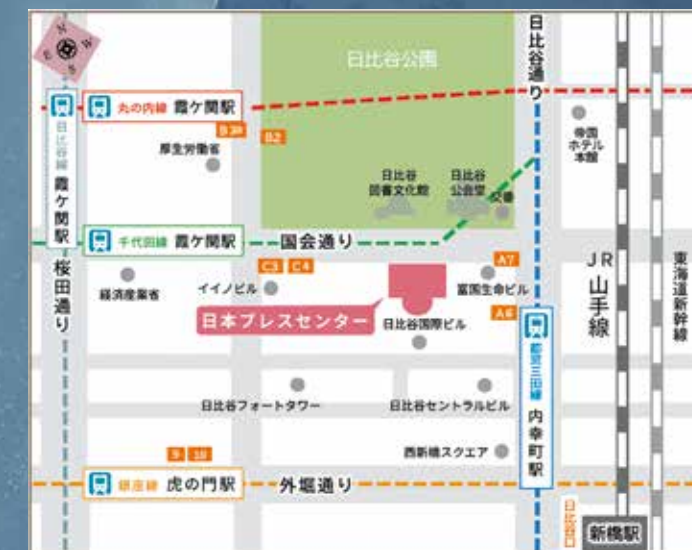 N
E
W
S
日比谷公園
日比谷通り
丸の内線 霞ケ関駅
B2
日比谷線 霞ケ関駅
厚生労働省
帝国
ホテル
本館
日比谷
図書文化館
日比谷
公会堂
交番
千代田線 霞ケ関駅
国会通り
桜田通り
C3
C4
A7
JR
山手線
東海道新幹線
経済産業省
イイノビル
富国生命ビル
日本プレスセンター
日比谷国際ビル
A6
都営三田線 内幸町駅
日比谷フォートタワー
日比谷セントラルビル
西新橋スクエア
9
10
銀座線 虎の門駅
外堀通り
日比谷口
新橋駅